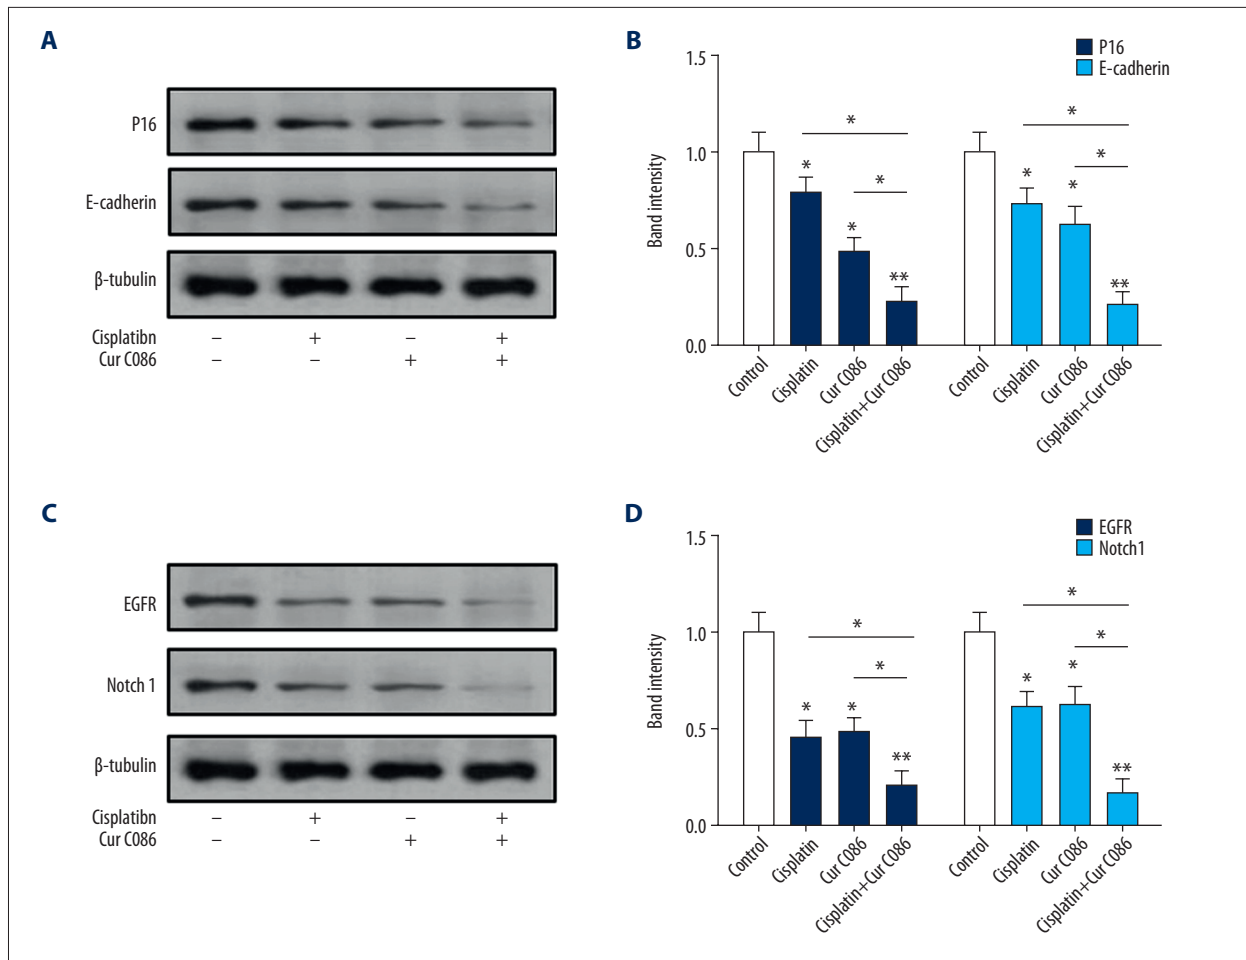 A
P16
E-cadherin
β-tubulin
Cisplatibn – + – +
Cur C086 – – + +
B
P16
E-cadherin
1.5
1.0
0.5
0.0
Band intensity
* * * ** * *
* * ** * *
Control Cisplatin Cur C086 Cisplatin+Cur C086 Control Cisplatin Cur C086 Cisplatin+Cur C086
C
EGFR
Notch 1
β-tubulin
Cisplatibn – + – +
Cur C086 – – + +
D
EGFR
Notch1
1.5
1.0
0.5
0.0
Band intensity
* * ** * *
* * ** * *
Control Cisplatin Cur C086 Cisplatin+Cur C086 Control Cisplatin Cur C086 Cisplatin+Cur C086